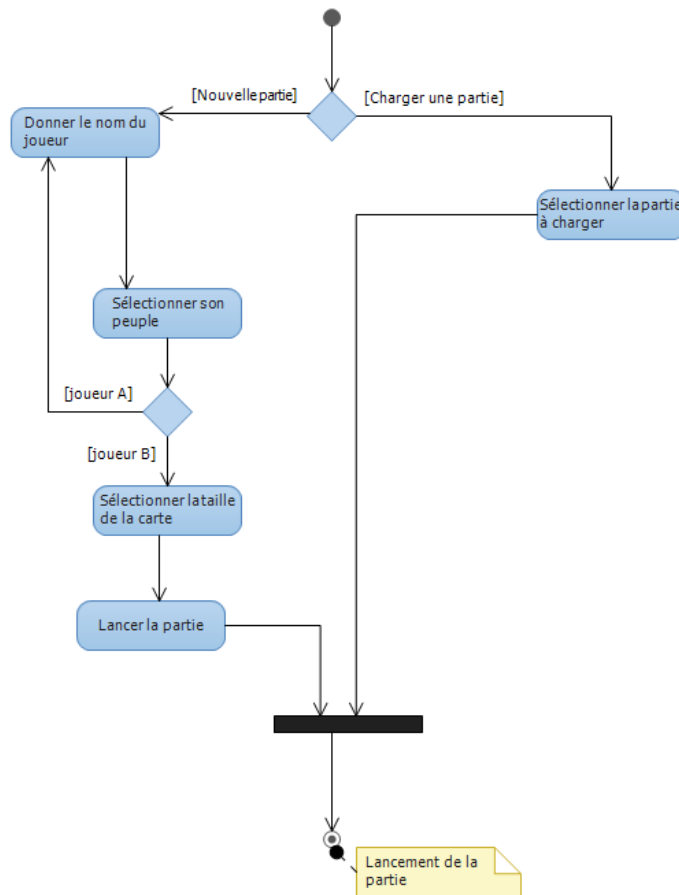 [Nouvelle partie]
[Charger une partie]
Donner le nom du
joueur
Sélectionner la partie
à charger
Sélectionner son
peuple
[joueur A]
[joueur B]
Sélectionner la taille
de la carte
Lancer la partie
Lancement de la
partie